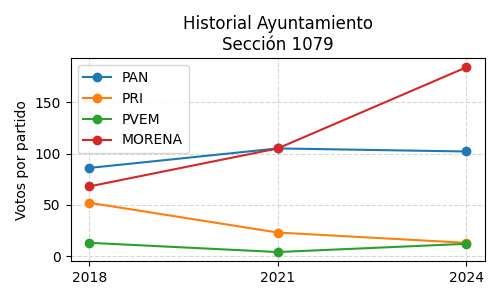 Historial Ayuntamiento
Sección 1079
Votos por partido
150
100
50
0
PAN
PRI
PVEM
MORENA
2018 2021 2024